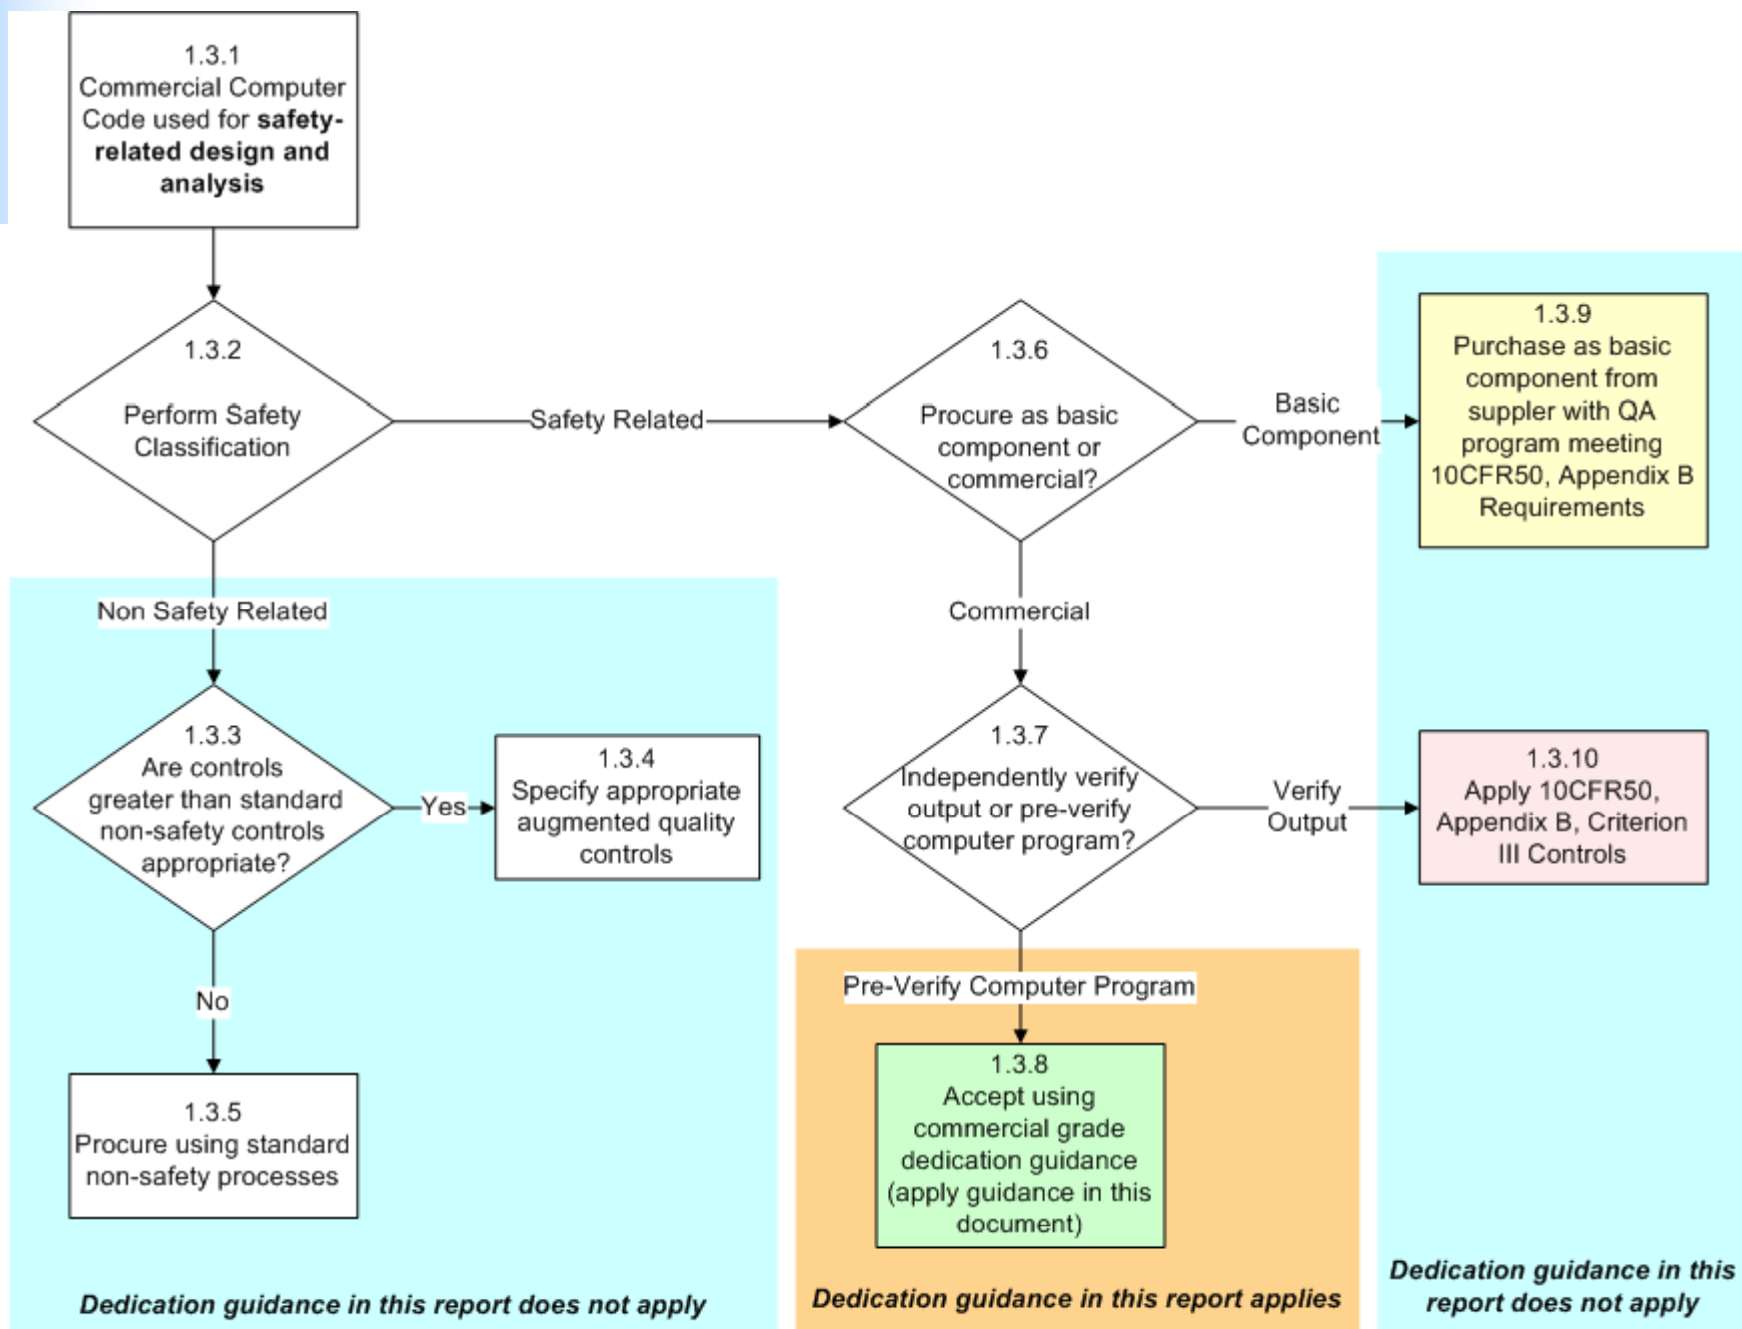 1.3.1
Commercial Computer
Code used for safety-
related design and
analysis
1.3.2
Perform Safety
Classification
Safety Related
1.3.6
Procure as basic
component or
commercial?
Basic
Component
1.3.9
Purchase as basic
component from
suppler with QA
program meeting
10CFR50, Appendix B
Requirements
Non Safety Related
Commercial
1.3.3
Are controls
greater than standard
non-safety controls
appropriate?
Yes
1.3.4
Specify appropriate
augmented quality
controls
1.3.7
Independently verify
output or pre-verify
computer program?
Verify
Output
1.3.10
Apply 10CFR50,
Appendix B, Criterion
III Controls
No
Pre-Verify Computer Program
1.3.5
Procure using standard
non-safety processes
1.3.8
Accept using
commercial grade
dedication guidance
(apply guidance in this
document)
Dedication guidance in this report does not apply
Dedication guidance in this report applies
Dedication guidance in this
report does not apply